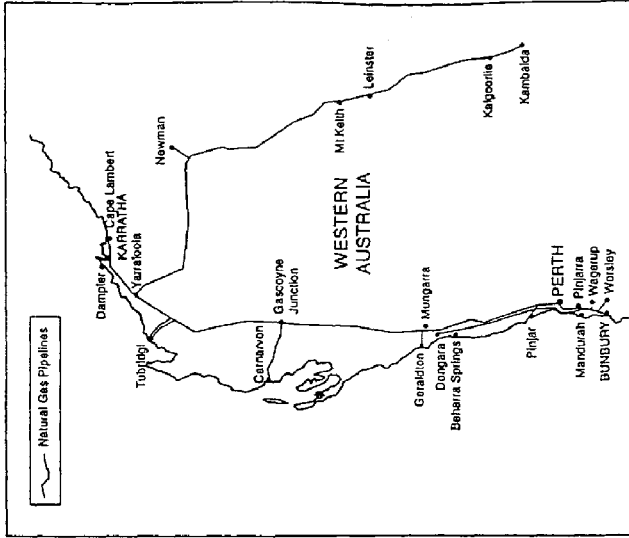 Natural Gas Pipelines
Dampier
Cape Lambert
KARRATHA
Yarraloola
Tubridgi
Newman
Carnarvon
Gascoyne
Junction
Mt Keith
Leinster
WESTERN
AUSTRALIA
Kalgoorlie
Kambalda
Geraldton
Mungarra
Dongara
Beharra Springs
Pinjar
PERTH
Pinjarra
Mandurah
Wagerup
BUNBURY
Worsley